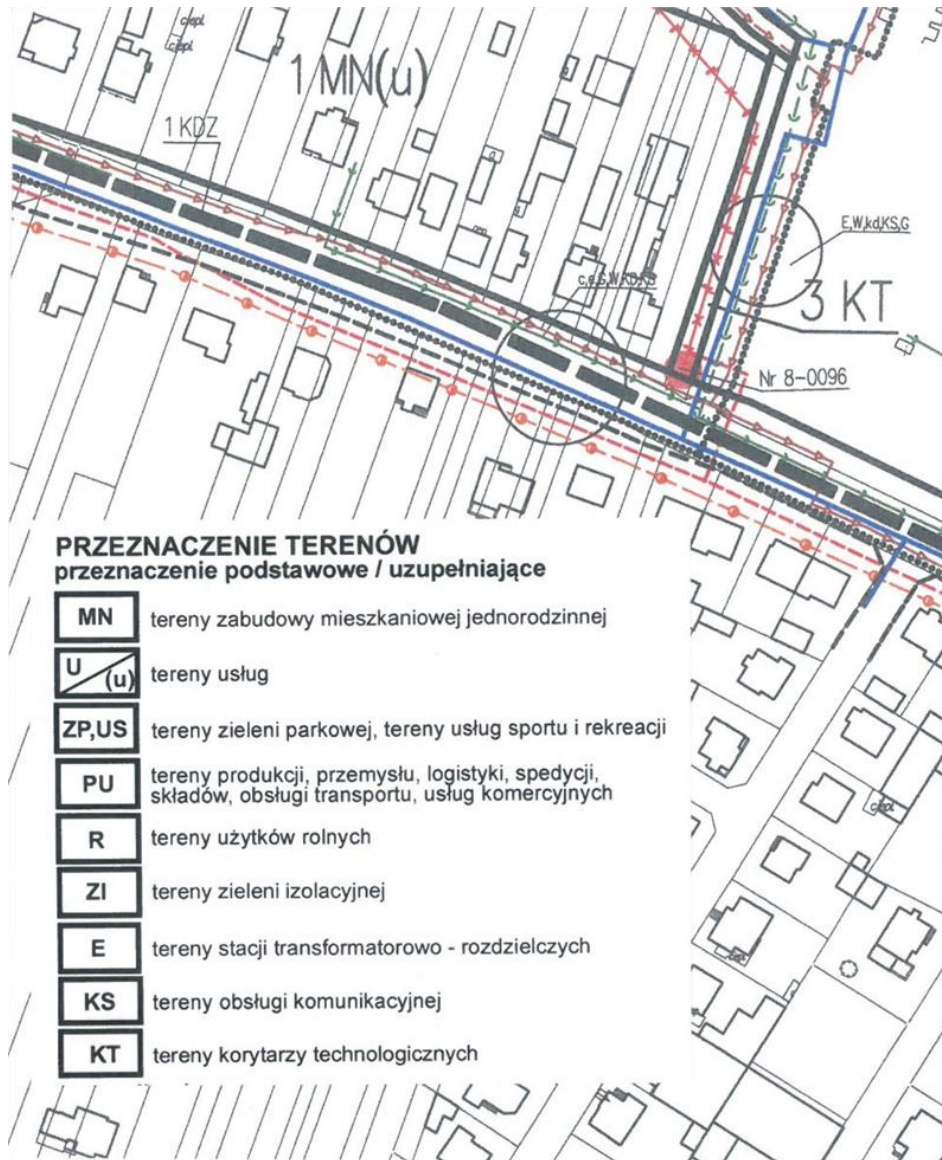 c/epl
c/epl
1 MN(u)
1 KDZ
E,W,kd,KS,G
3 KT
Nr 8-0096
PRZEZNACZENIE TERENÓW
przeznaczenie podstawowe / uzupełniające
MN tereny zabudowy mieszkaniowej jednorodzinnej
U (u) tereny usług
ZP,US tereny zieleni parkowej, tereny usług sportu i rekreacji
PU tereny produkcji, przemysłu, logistyki, spedycji,
składów, obsługi transportu, usług komercyjnych
R tereny użytków rolnych
ZI tereny zieleni izolacyjnej
E tereny stacji transformatorowo - rozdzielczych
KS tereny obsługi komunikacyjnej
KT tereny korytarzy technologicznych
c/epl